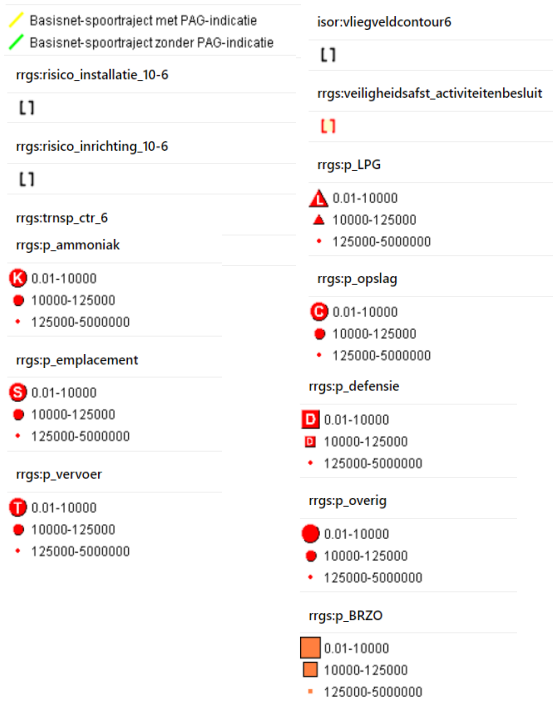 Basisnet-spoortraject met PAG-indicatie
Basisnet-spoortraject zonder PAG-indicatie
rrgs:risico_installatie_10-6
rrgs:risico_inrichting_10-6
rrgs:trnsp_ctr_6
rrgs:p_ammoniak
K 0.01-10000
10000-125000
125000-5000000
rrgs:p_emplacement
S 0.01-10000
10000-125000
125000-5000000
rrgs:p_vervoer
T 0.01-10000
10000-125000
125000-5000000
isor:vliegveldcontour6
rrgs:veiligheidsafst_activiteitenbesluit
rrgs:p_LPG
L 0.01-10000
10000-125000
125000-5000000
rrgs:p_opslag
C 0.01-10000
10000-125000
125000-5000000
rrgs:p_defensie
D 0.01-10000
D 10000-125000
125000-5000000
rrgs:p_overig
0.01-10000
10000-125000
125000-5000000
rrgs:p_BRZO
0.01-10000
10000-125000
125000-5000000